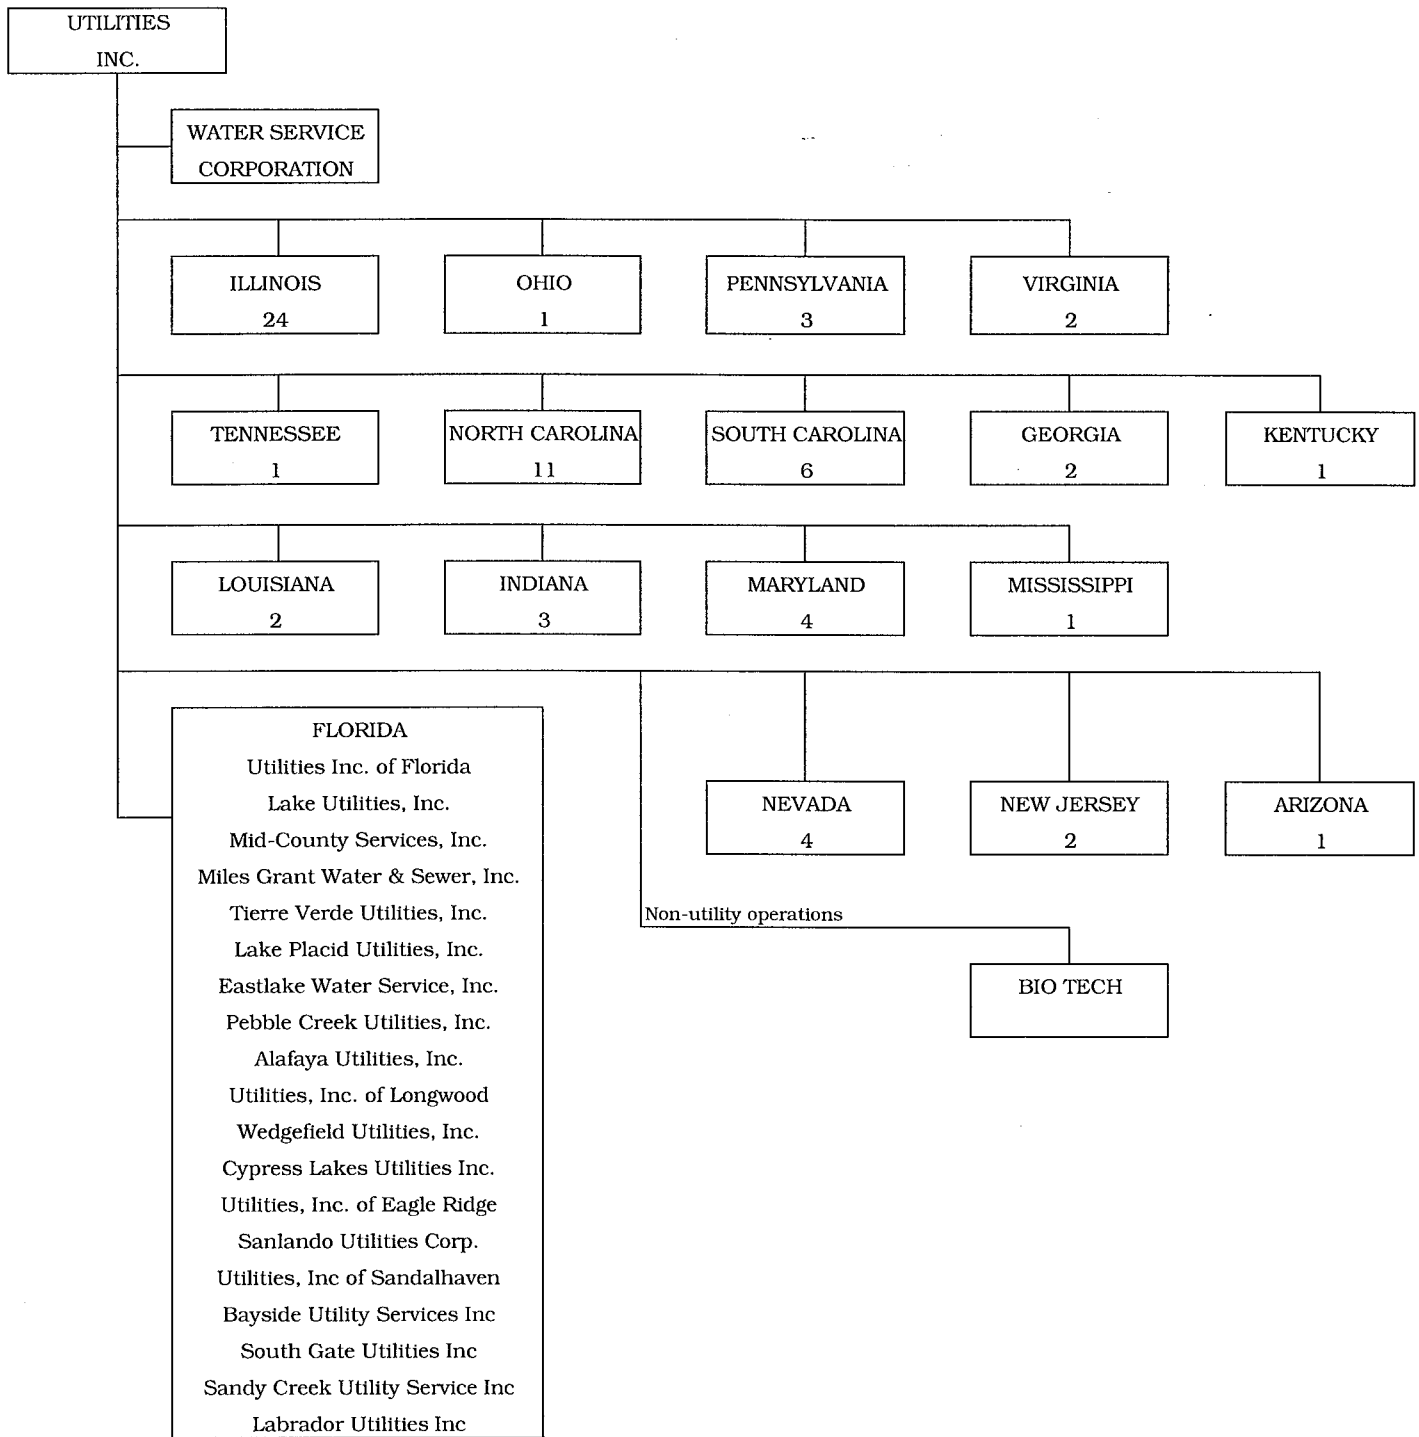 UTILITIES
INC.
WATER SERVICE
CORPORATION
ILLINOIS
24
OHIO
1
PENNSYLVANIA
3
VIRGINIA
2
TENNESSEE
1
NORTH CAROLINA
11
SOUTH CAROLINA
6
GEORGIA
2
KENTUCKY
1
LOUISIANA
2
INDIANA
3
MARYLAND
4
MISSISSIPPI
1
FLORIDA
Utilities Inc. of Florida
Lake Utilities, Inc.
Mid-County Services, Inc.
Miles Grant Water & Sewer, Inc.
Tierre Verde Utilities, Inc.
Lake Placid Utilities, Inc.
Eastlake Water Service, Inc.
Pebble Creek Utilities, Inc.
Alafaya Utilities, Inc.
Utilities, Inc. of Longwood
Wedgefield Utilities, Inc.
Cypress Lakes Utilities Inc.
Utilities, Inc. of Eagle Ridge
Sanlando Utilities Corp.
Utilities, Inc of Sandalhaven
Bayside Utility Services Inc
South Gate Utilities Inc
Sandy Creek Utility Service Inc
Labrador Utilities Inc
NEVADA
4
NEW JERSEY
2
ARIZONA
1
Non-utility operations
BIO TECH